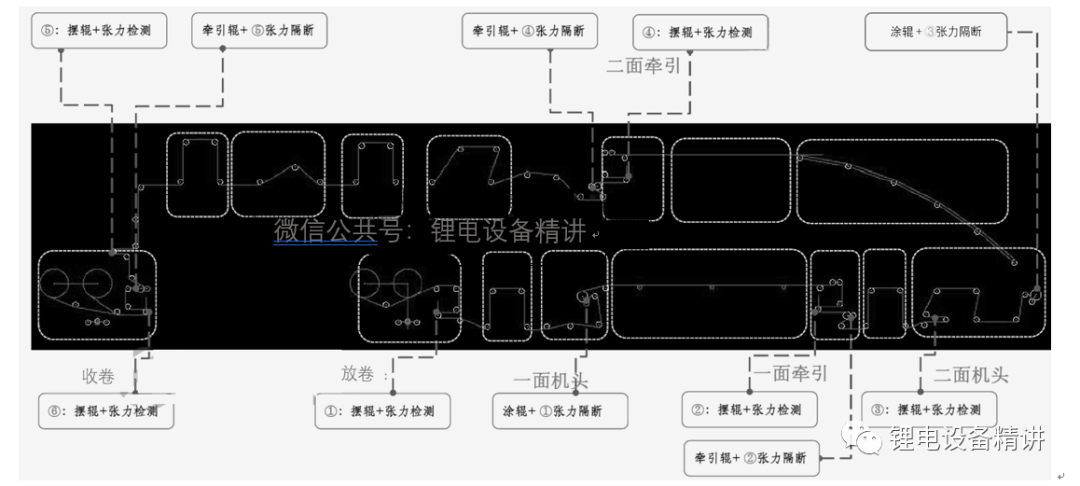 ⑤：摆辊+张力检测
牵引辊+⑤张力隔断
牵引辊+④张力隔断
④：摆辊+张力检测
涂辊+③张力隔断
二面牵引
微信公共号：锂电设备精讲
收卷
放卷：
一面机头
一面牵引
二面机头
⑥：摆辊+张力检测
①：摆辊+张力检测
涂辊+①张力隔断
②：摆辊+张力检测
③：摆辊+张力检测
锂电设备精讲
牵引辊+②张力隔断